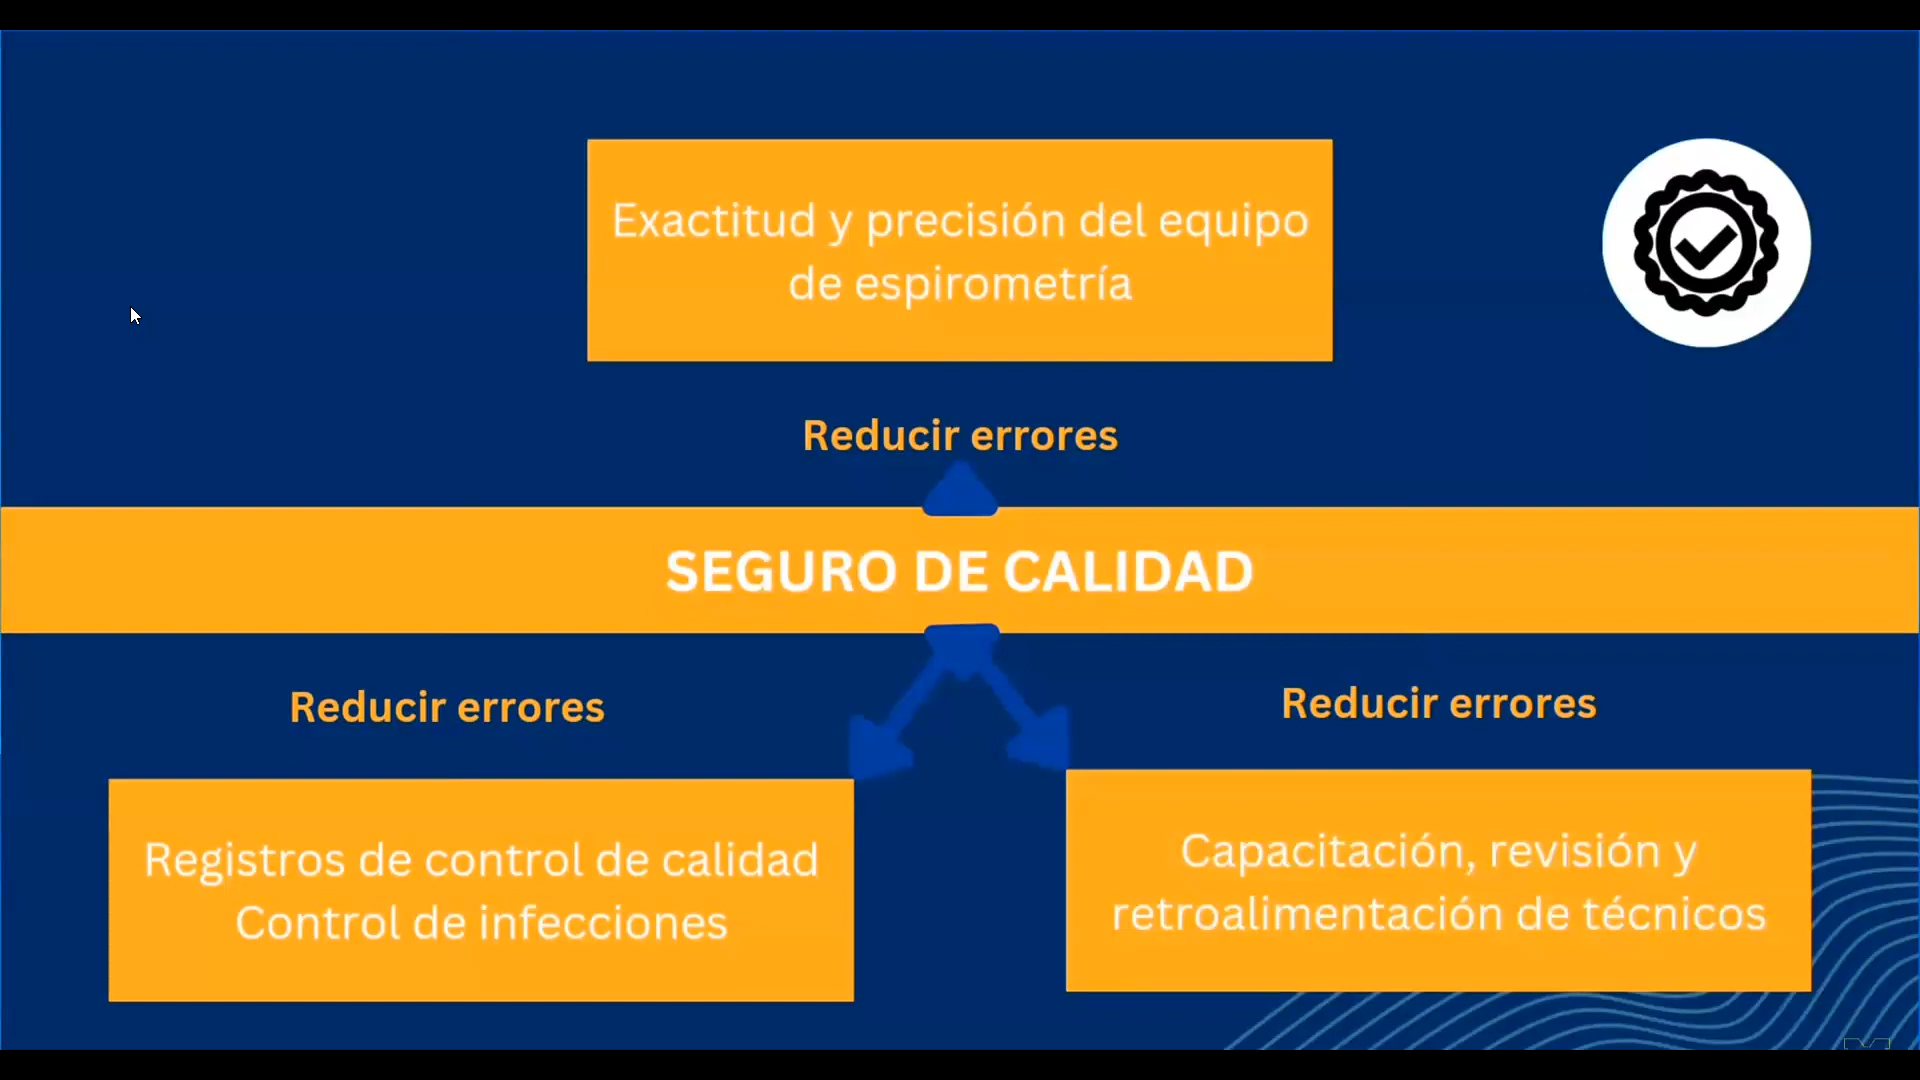 Exactitud y precisión del equipo
de espirometría
Reducir errores
SEGURO DE CALIDAD
Reducir errores
Reducir errores
Registros de control de calidad
Control de infecciones
Capacitación, revisión y
retroalimentación de técnicos